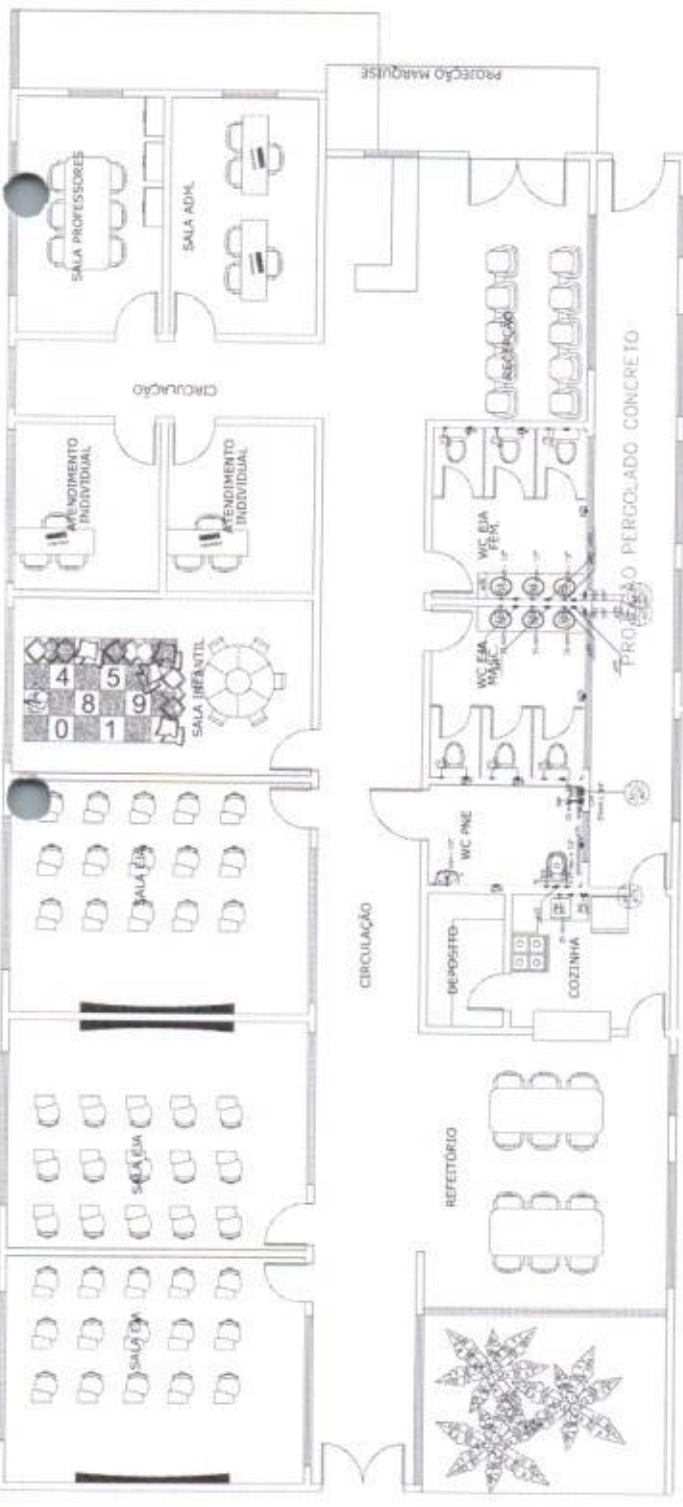 PROJEÇÃO MARQUISE
SALA PROFESSORES
SALA ADM.
CIRCULAÇÃO
RECEPÇÃO
ATENDIMENTO
INDIVIDUAL
ATENDIMENTO
INDIVIDUAL
WC EJA
FEM.
PROJEÇÃO PERGOLADO CONCRETO
SALA INFANTIL
4 5
8 9
0 1
WC EJA
MASC.
SALA EJA
WC PNE
CIRCULAÇÃO
DEPOSITO
COZINHA
SALA EJA
REFEITORIO
SALA EJA